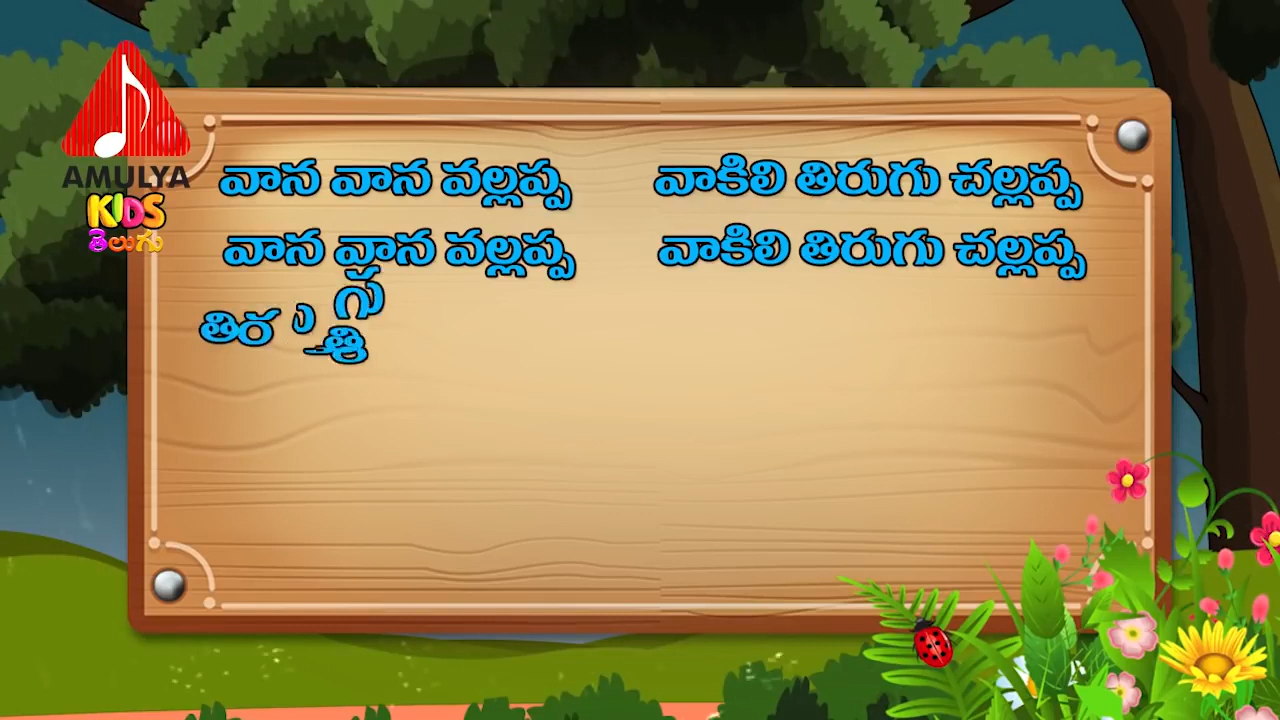 AMULYA
KIDS
తెలుగు
వాన వాన వల్లప్ప వాకిలి తిరుగు చల్లప్ప
వాన వాన వల్లప్ప వాకిలి తిరుగు చల్లప్ప